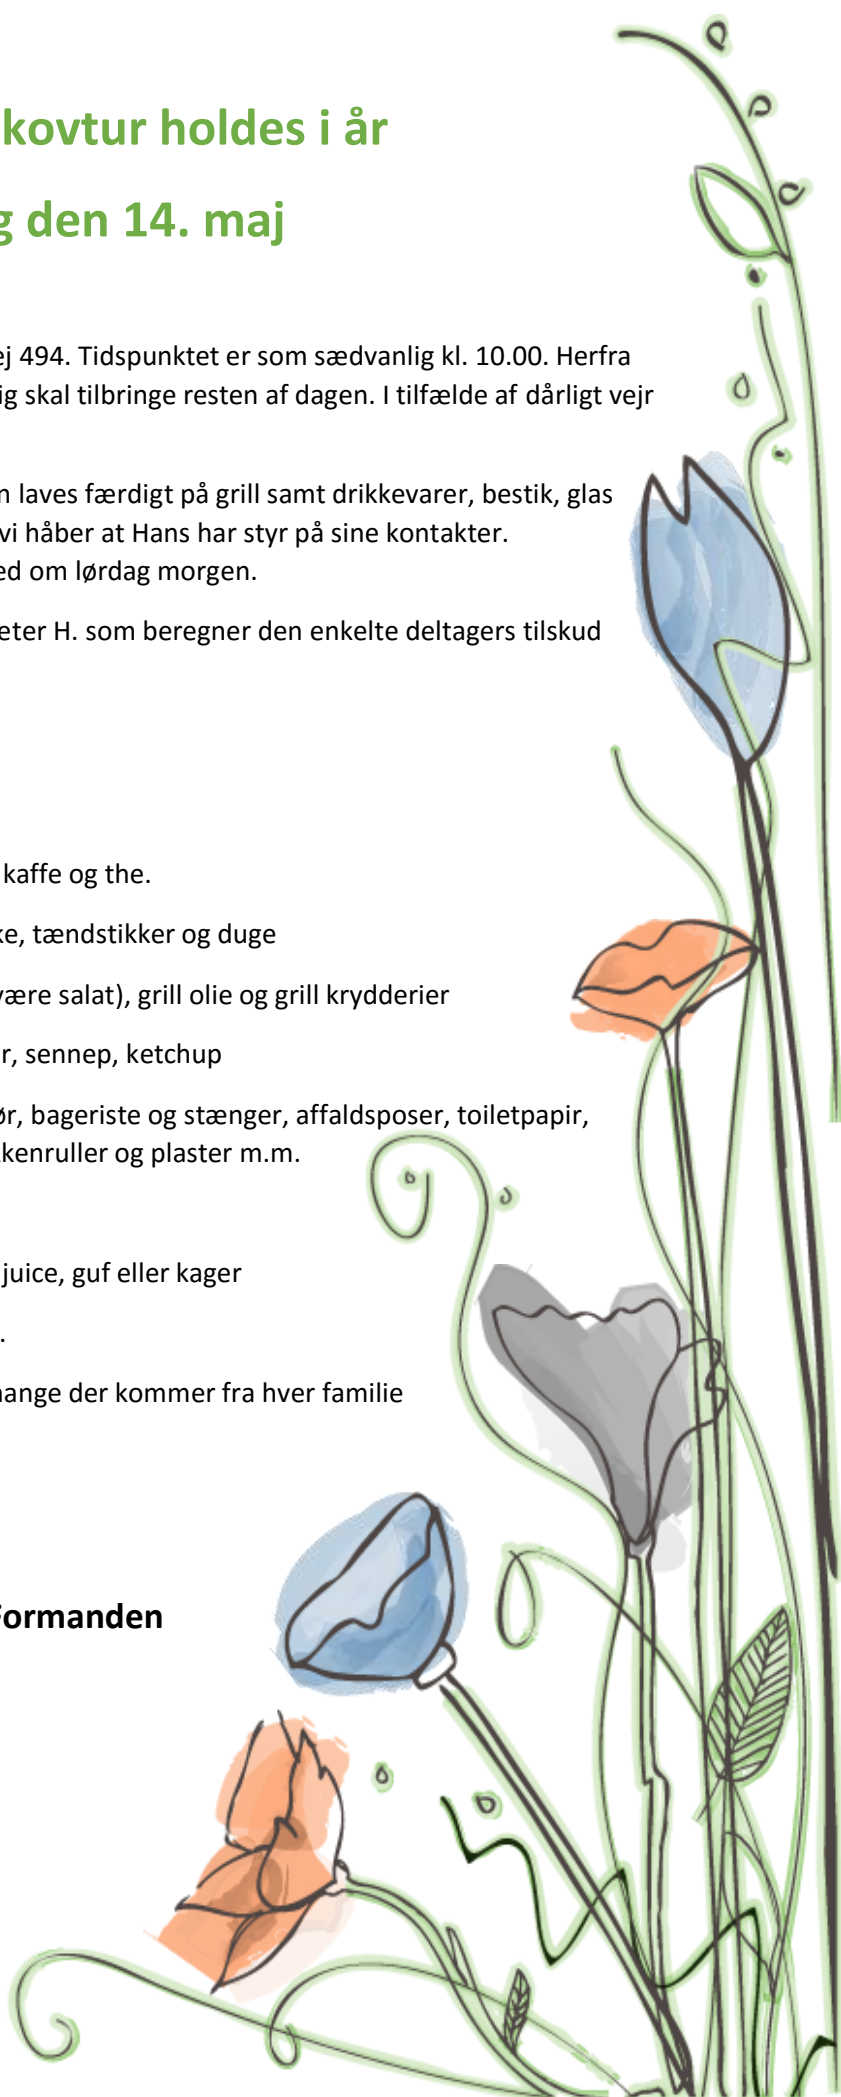 kovtur holdes i år
g den 14. maj
ej 494. Tidspunktet er som sædvanlig kl. 10.00. Herfra
ig skal tilbringe resten af dagen. I tilfælde af dårligt vejr
n laves færdigt på grill samt drikkevarer, bestik, glas
vi håber at Hans har styr på sine kontakter.
ed om lørdag morgen.
eter H. som beregner den enkelte deltagers tilskud
kaffe og the.
ke, tændstikker og duge
være salat), grill olie og grill krydderier
r, sennep, ketchup
ør, bageriste og stænger, affaldsposer, toiletpapir,
kkenruller og plaster m.m.
juice, guf eller kager
.
mange der kommer fra hver familie
Formanden